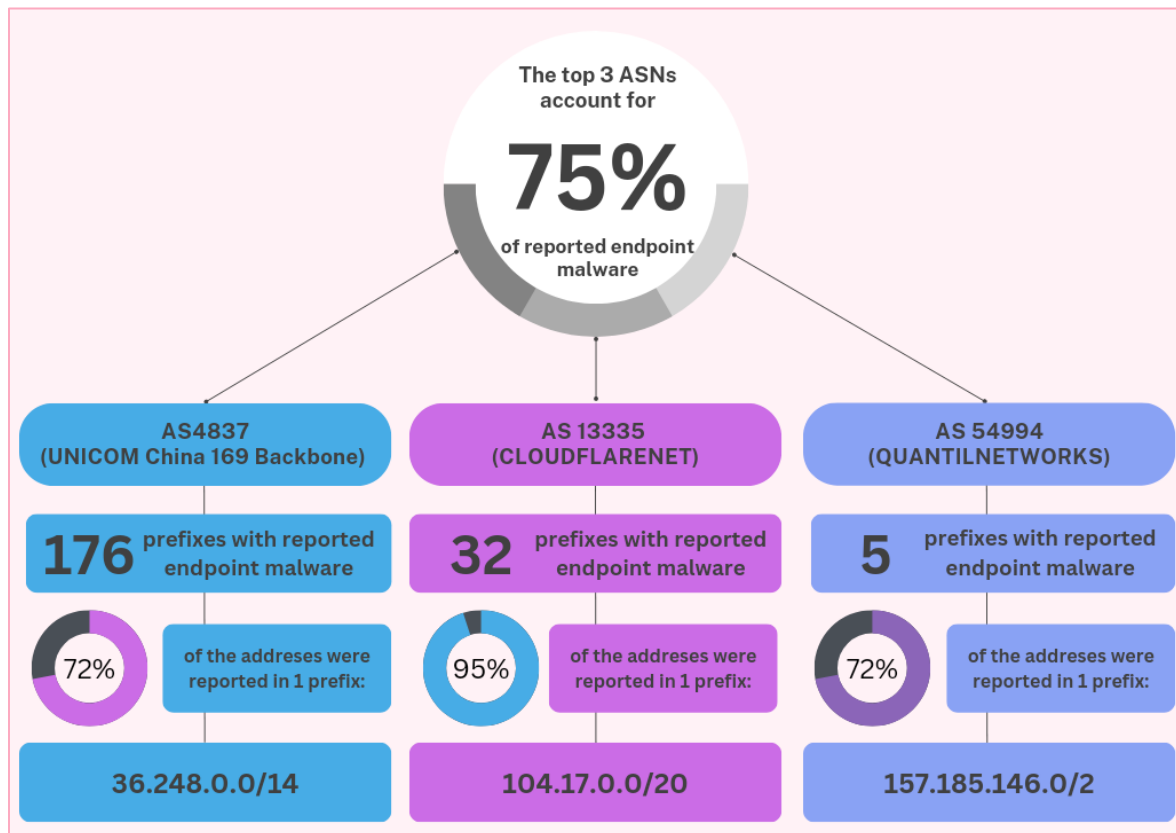 The top 3 ASNs
account for
75%
of reported endpoint
malware
AS4837
(UNICOM China 169 Backbone)
176
prefixes with reported
endpoint malware
72%
of the addreses were
reported in 1 prefix:
36.248.0.0/14
AS 13335
(CLOUDFLARENET)
32
prefixes with reported
endpoint malware
95%
of the addreses were
reported in 1 prefix:
104.17.0.0/20
AS 54994
(QUANTILNETWORKS)
5
prefixes with reported
endpoint malware
72%
of the addreses were
reported in 1 prefix:
157.185.146.0/2